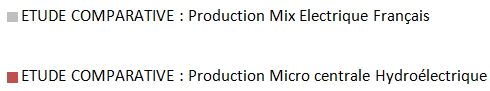 ETUDE COMPARATIVE : Production Mix Electrique Français
ETUDE COMPARATIVE : Production Micro centrale Hydroélectrique